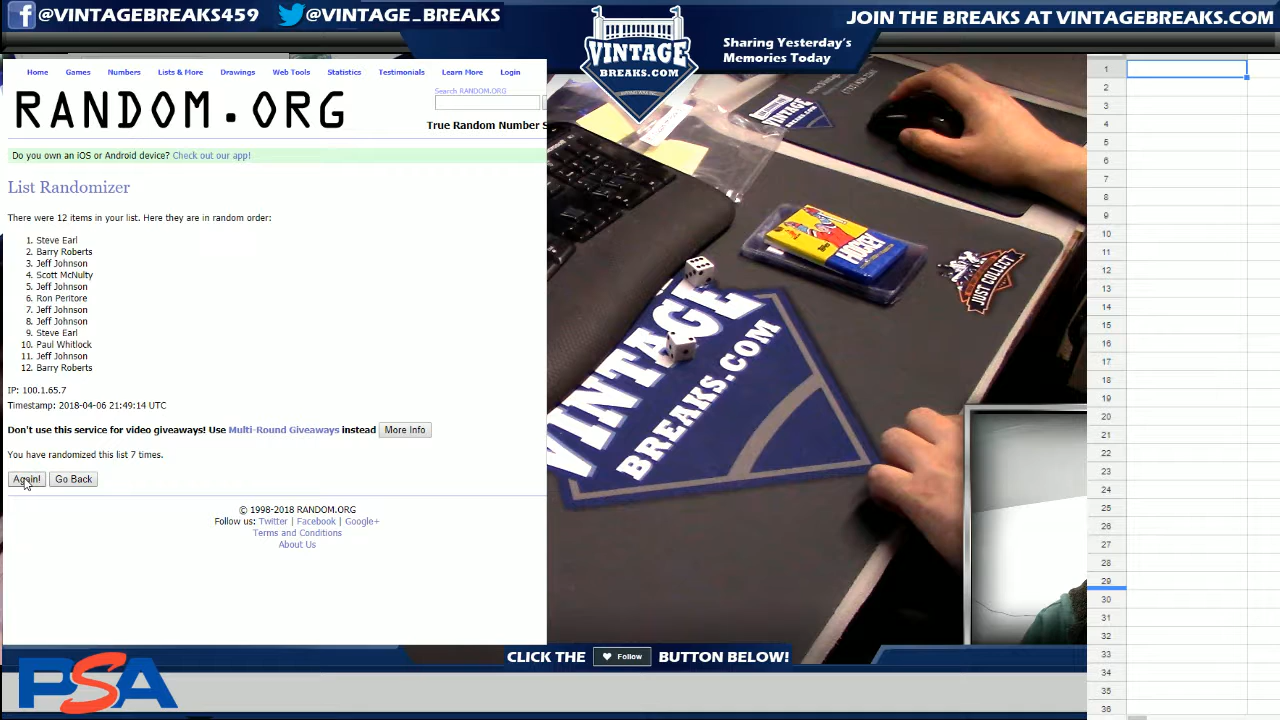 @VINTAGEBREAKS459
@VINTAGE_BREAKS
VINTAGE
BREAKS.COM
Sharing Yesterday's
Memories Today
JOIN THE BREAKS AT VINTAGEBREAKS.COM
Home Games Numbers Lists & More Drawings Web Tools Statistics Testimonials Learn More Login
Search RANDOM.ORG
RANDOM.ORG
True Random Number S
Do you own an iOS or Android device? Check out our app!
List Randomizer
There were 12 items in your list. Here they are in random order:
1. Steve Earl
2. Barry Roberts
3. Jeff Johnson
4. Scott McNulty
5. Jeff Johnson
6. Ron Peritore
7. Jeff Johnson
8. Jeff Johnson
9. Steve Earl
10. Paul Whitlock
11. Jeff Johnson
12. Barry Roberts
IP: 100.1.65.7
Timestamp: 2018-04-06 21:49:14 UTC
Don't use this service for video giveaways! Use Multi-Round Giveaways instead More Info
You have randomized this list 7 times.
Again! Go Back
© 1998-2018 RANDOM.ORG
Follow us: Twitter | Facebook | Google+
Terms and Conditions
About Us
HOCKEY
JUST COLLECT
VINTAGE
BREAKS.COM
CLICK THE Follow BUTTON BELOW!
PSA
1
2
3
4
5
6
7
8
9
10
11
12
13
14
15
16
17
18
19
20
21
22
23
24
25
26
27
28
29
30
31
32
33
34
35
36